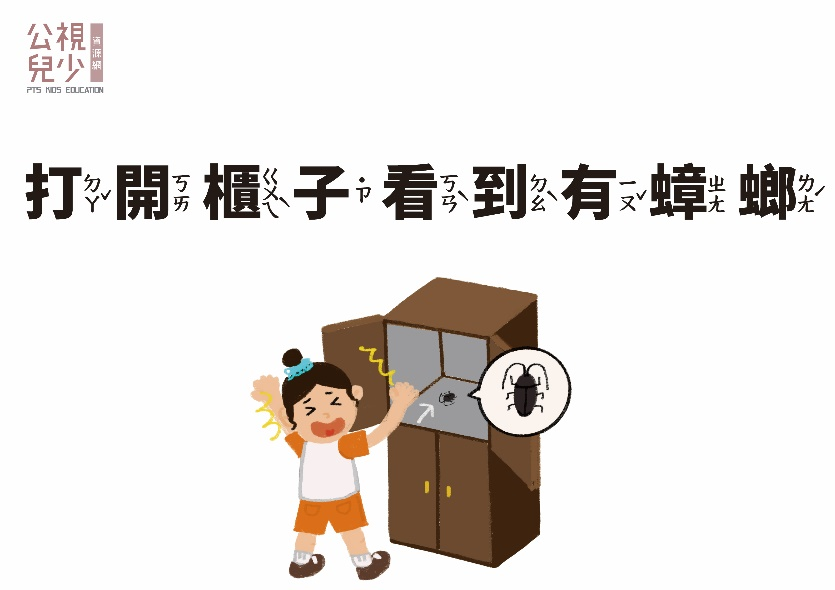 公視
兒少
資源網
PTS KIDS EDUCATION
打ㄉㄚˇ開ㄎㄞ櫃ㄍㄨㄟˋ子˙ㄗ看ㄎㄢˋ到ㄉㄠˋ有ㄧㄡˇ蟑ㄓㄤ螂ㄌㄤˊ